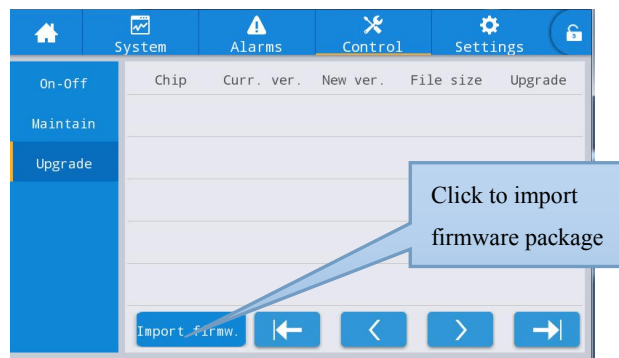 System Alarms Control Settings
On-Off
Maintain
Upgrade
Chip Curr. ver. New ver. File size Upgrade
Click to import
firmware package
Import firmw.